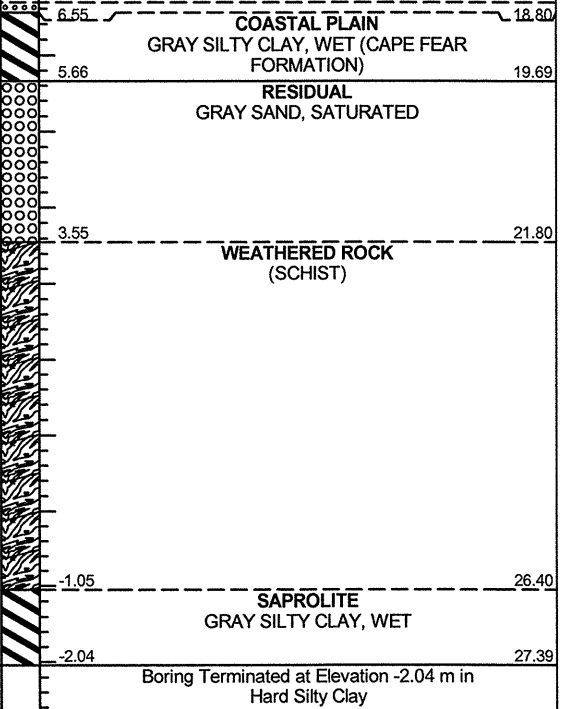 6.55 18.80
COASTAL PLAIN
GRAY SILTY CLAY, WET (CAPE FEAR
FORMATION)
5.66 19.69
RESIDUAL
GRAY SAND, SATURATED
3.55 21.80
WEATHERED ROCK
(SCHIST)
-1.05 26.40
SAPROLITE
GRAY SILTY CLAY, WET
-2.04 27.39
Boring Terminated at Elevation -2.04 m in
Hard Silty Clay